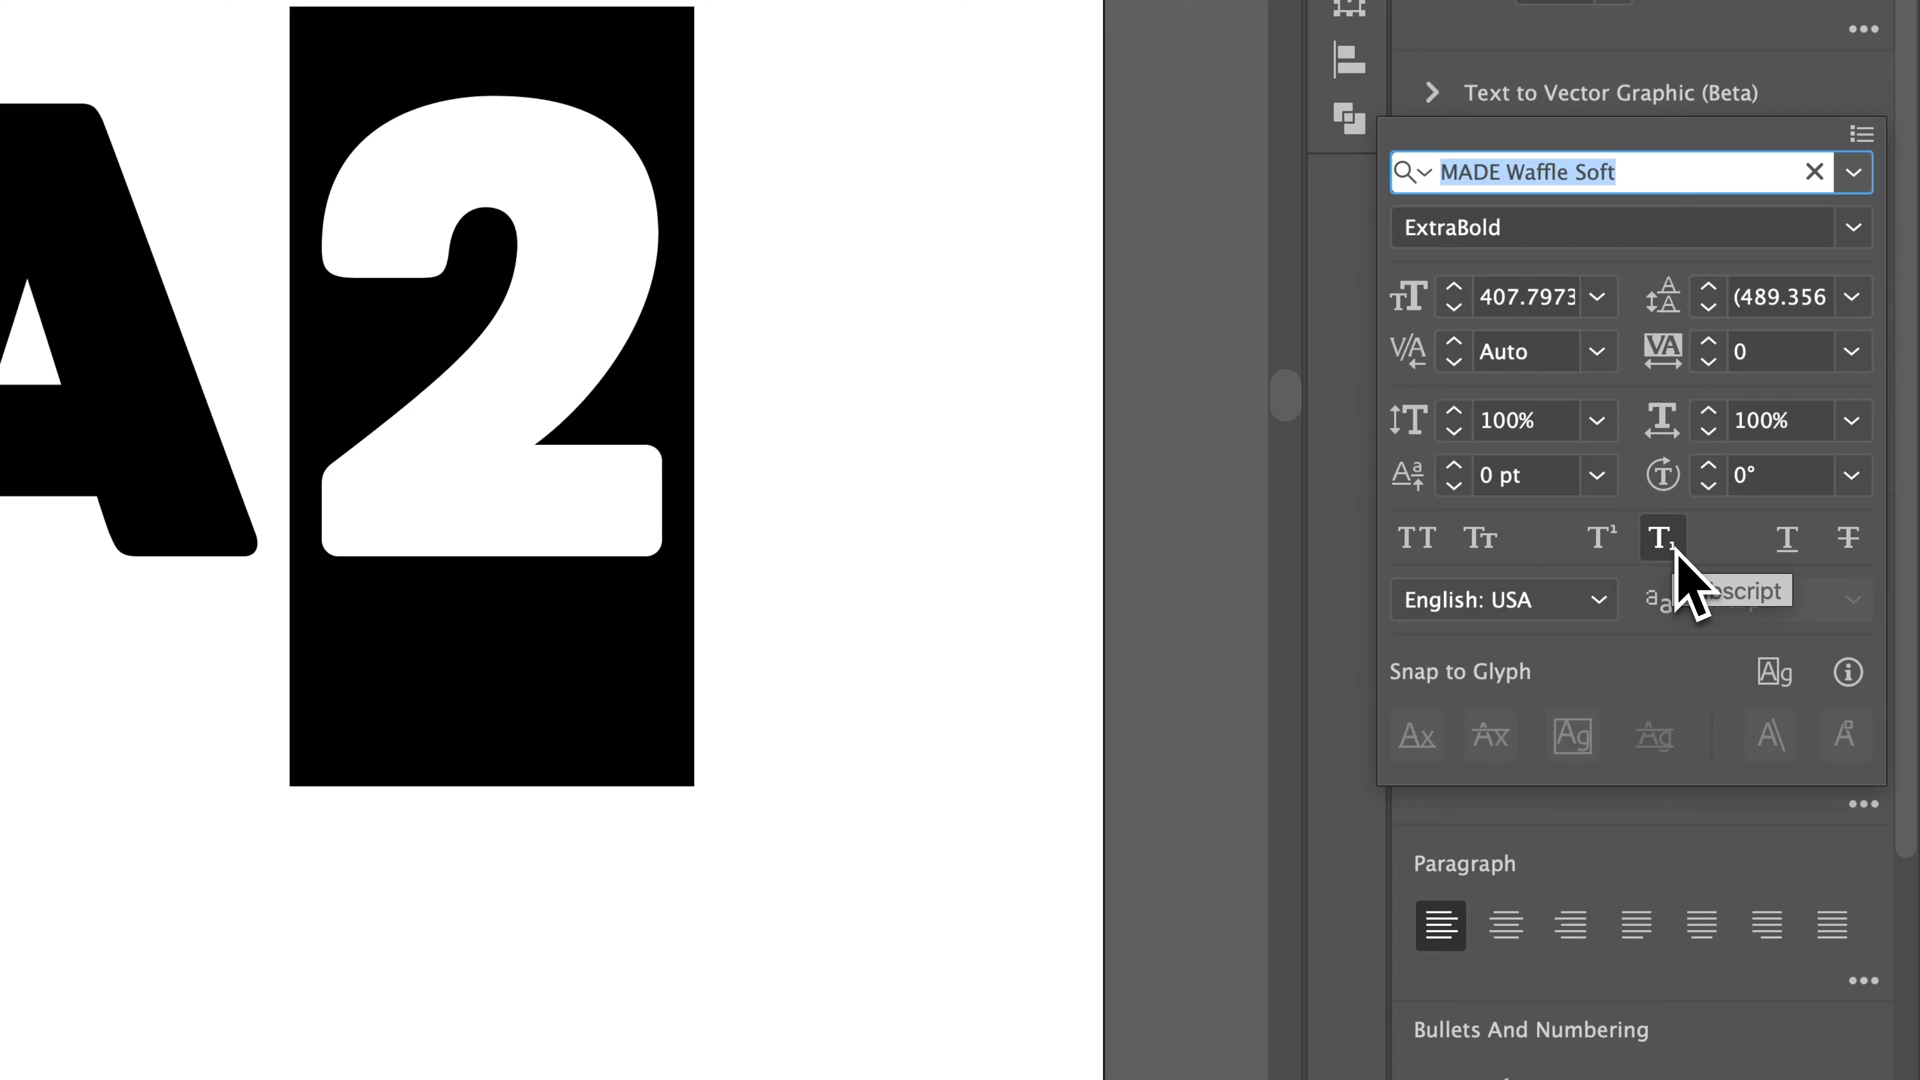 A2
Text to Vector Graphic (Beta)
MADE Waffle Soft
ExtraBold
407.7973
(489.356
Auto
0
100%
100%
0 pt
0°
English: USA
Snap to Glyph
Paragraph
Bullets And Numbering